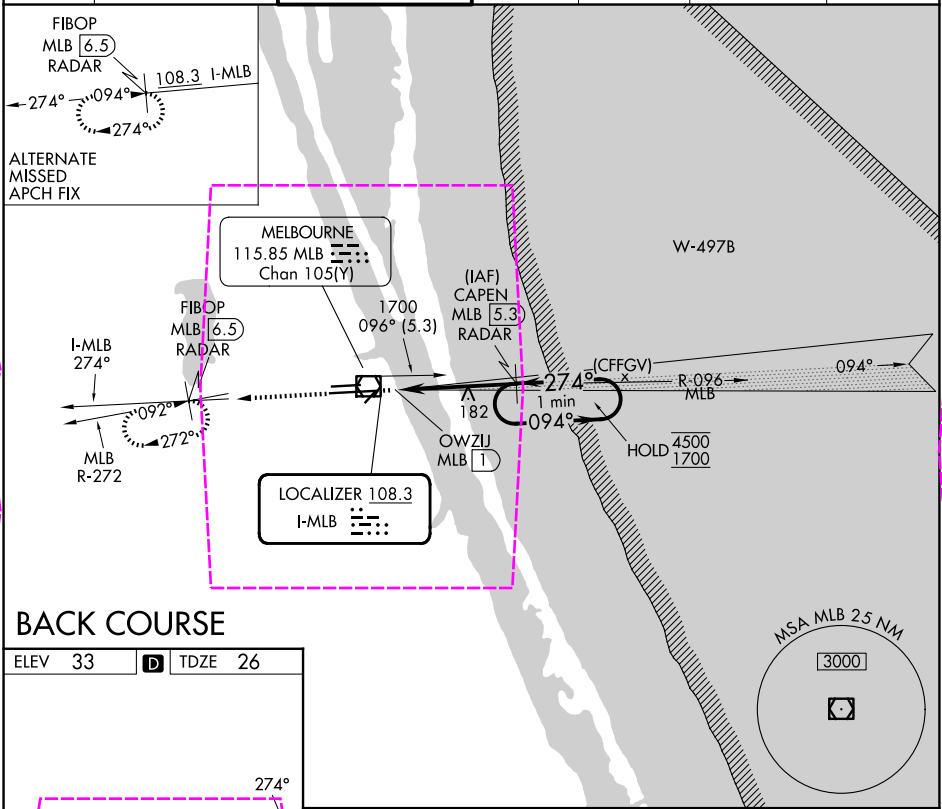 FIBOP
MLB 6.5
RADAR
108.3 I-MLB
274°
094°
274°
ALTERNATE
MISSED
APCH FIX
MELBOURNE
115.85 MLB
Chan 105(Y)
W-497B
(IAF)
CAPEN
MLB 5.3
RADAR
1700
096° (5.3)
FIBOP
MLB 6.5
RADAR
I-MLB
274°
(CFFGV)
x
094°
274°
R-096
MLB
1 min
182
094°
092°
272°
MLB
R-272
OWZIJ
MLB 1
HOLD 4500
1700
LOCALIZER 108.3
I-MLB
BACK COURSE
MSA MLB 25 NM
3000
ELEV 33
D
TDZE 26
274°